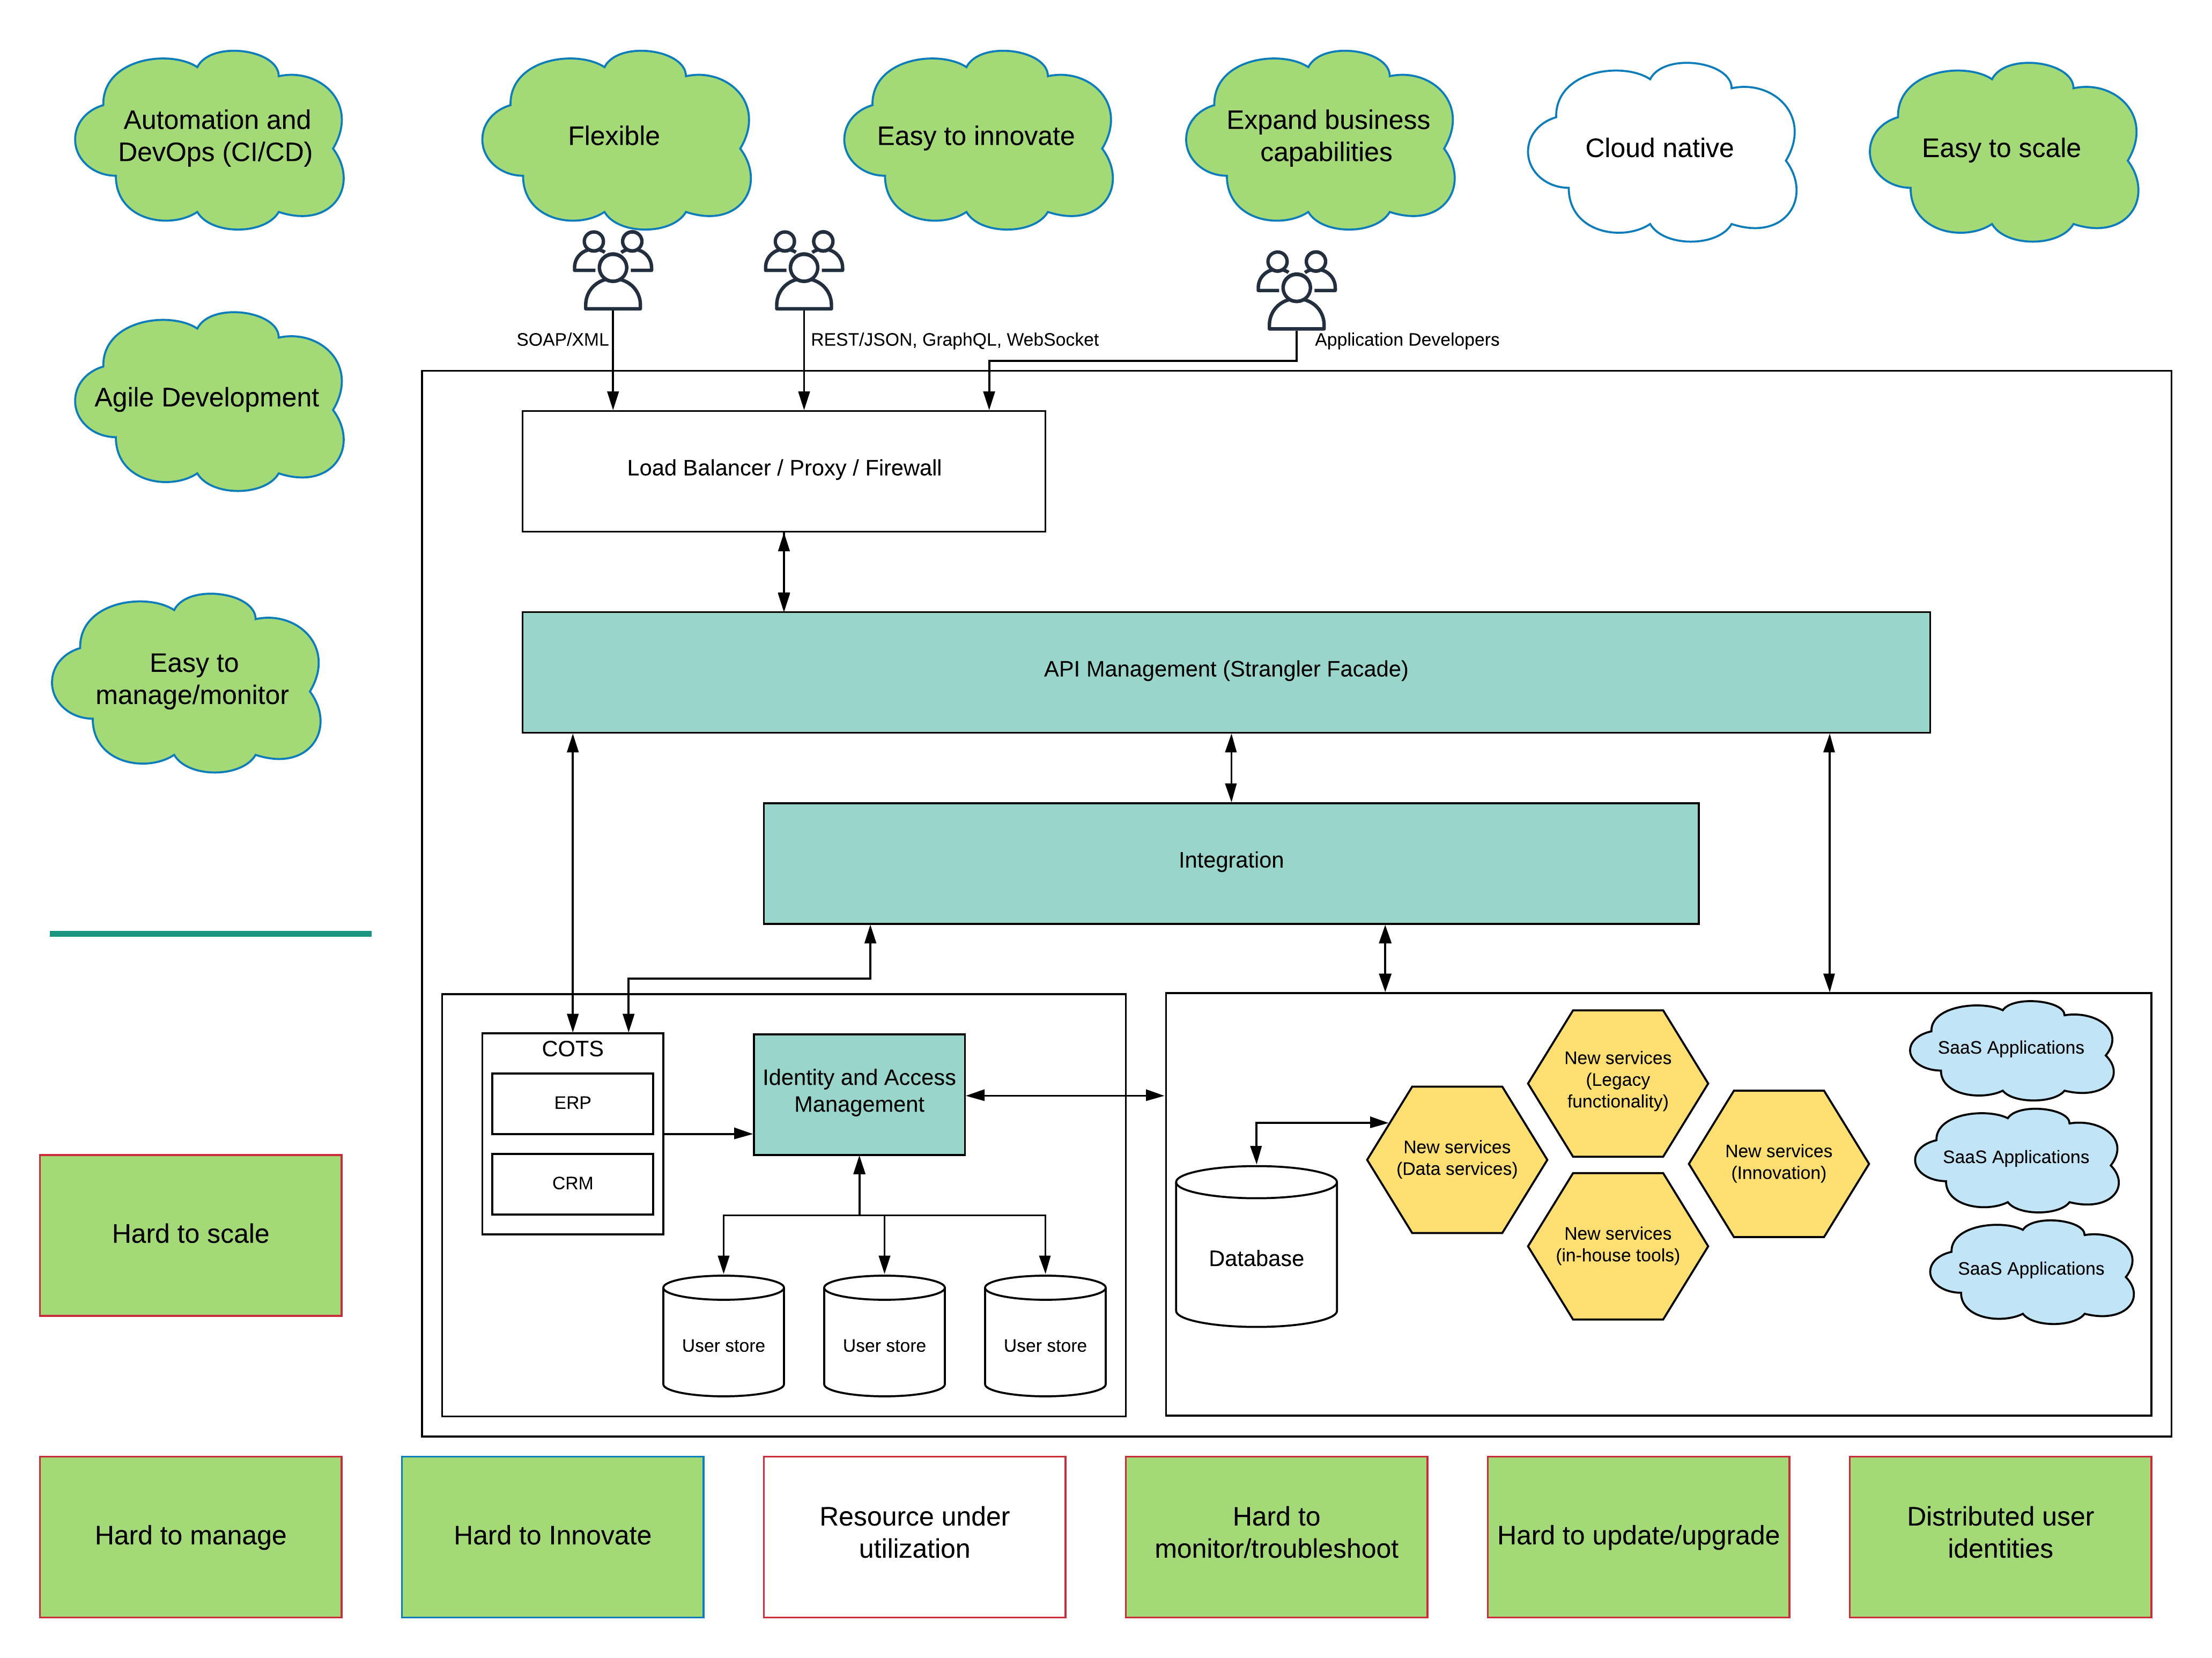 Automation and
DevOps (CI/CD)
Flexible
Easy to innovate
Expand business
capabilities
Cloud native
Easy to scale
SOAP/XML
REST/JSON, GraphQL, WebSocket
Application Developers
Agile Development
Load Balancer / Proxy / Firewall
Easy to
manage/monitor
API Management (Strangler Facade)
Integration
COTS
ERP
CRM
Identity and Access
Management
User store
User store
User store
Database
New services
(Data services)
New services
(Legacy
functionality)
New services
(in-house tools)
New services
(Innovation)
SaaS Applications
SaaS Applications
SaaS Applications
Hard to scale
Hard to manage
Hard to Innovate
Resource under
utilization
Hard to
monitor/troubleshoot
Hard to update/upgrade
Distributed user
identities